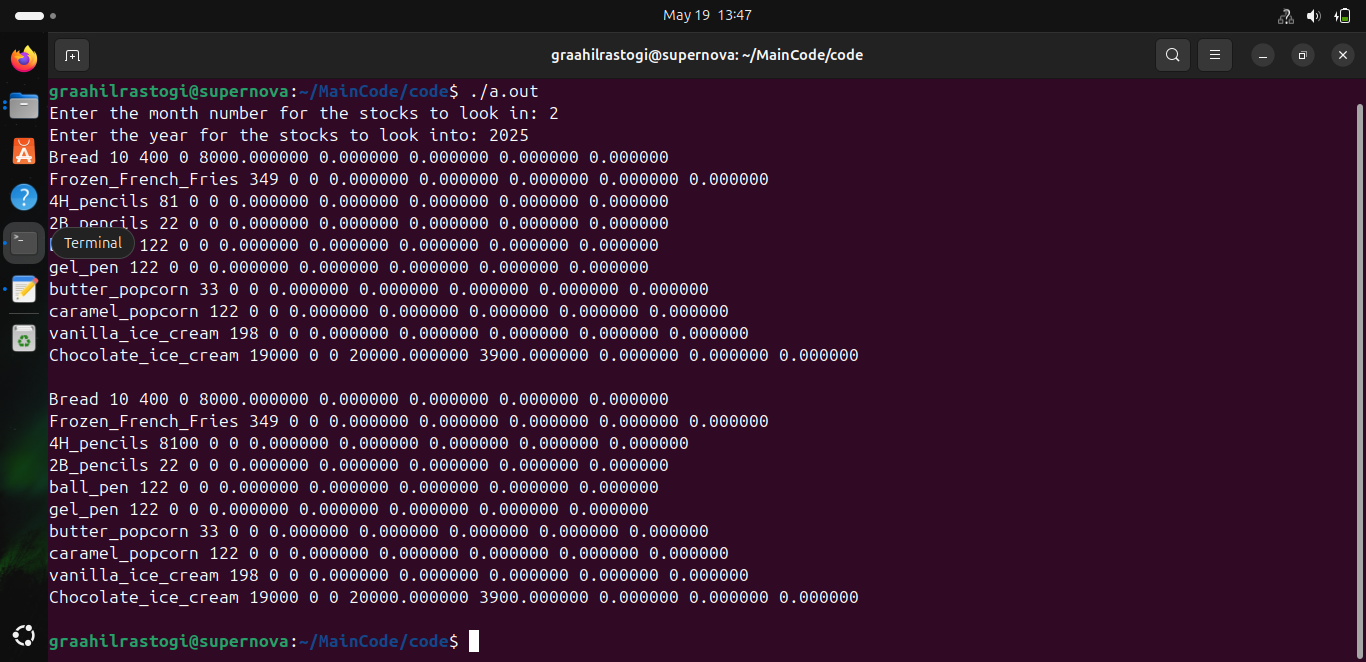 May 19 13:47
graahilrastogi@supernova: ~/MainCode/code
graahilrastogi@supernova:~/MainCode/code$ ./a.out
Enter the month number for the stocks to look in: 2
Enter the year for the stocks to look into: 2025
Bread 10 400 0 8000.000000 0.000000 0.000000 0.000000 0.000000
Frozen_French_Fries 349 0 0 0.000000 0.000000 0.000000 0.000000 0.000000
4H_pencils 81 0 0 0.000000 0.000000 0.000000 0.000000 0.000000
2B_pencils 22 0 0 0.000000 0.000000 0.000000 0.000000 0.000000
Terminal
122 0 0 0.000000 0.000000 0.000000 0.000000 0.000000
gel_pen 122 0 0 0.000000 0.000000 0.000000 0.000000 0.000000
butter_popcorn 33 0 0 0.000000 0.000000 0.000000 0.000000 0.000000
caramel_popcorn 122 0 0 0.000000 0.000000 0.000000 0.000000 0.000000
vanilla_ice_cream 198 0 0 0.000000 0.000000 0.000000 0.000000 0.000000
Chocolate_ice_cream 19000 0 0 20000.000000 3900.000000 0.000000 0.000000 0.000000
Bread 10 400 0 8000.000000 0.000000 0.000000 0.000000 0.000000
Frozen_French_Fries 349 0 0 0.000000 0.000000 0.000000 0.000000 0.000000
4H_pencils 8100 0 0 0.000000 0.000000 0.000000 0.000000 0.000000
2B_pencils 22 0 0 0.000000 0.000000 0.000000 0.000000 0.000000
ball_pen 122 0 0 0.000000 0.000000 0.000000 0.000000 0.000000
gel_pen 122 0 0 0.000000 0.000000 0.000000 0.000000 0.000000
butter_popcorn 33 0 0 0.000000 0.000000 0.000000 0.000000 0.000000
caramel_popcorn 122 0 0 0.000000 0.000000 0.000000 0.000000 0.000000
vanilla_ice_cream 198 0 0 0.000000 0.000000 0.000000 0.000000 0.000000
Chocolate_ice_cream 19000 0 0 20000.000000 3900.000000 0.000000 0.000000 0.000000
graahilrastogi@supernova:~/MainCode/code$